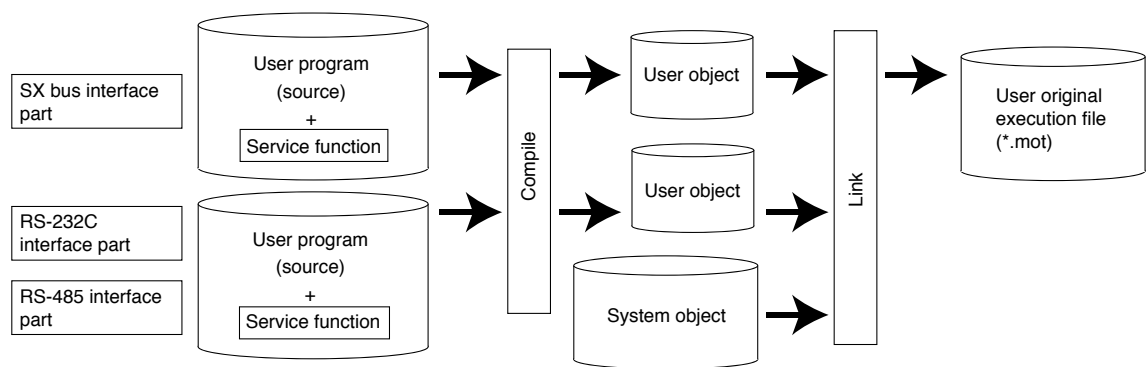 SX bus interface
part
User program
(source)
+
Service function
RS-232C
interface part
RS-485 interface
part
User program
(source)
+
Service function
Compile
User object
User object
System object
Link
User original
execution file
(*.mot)